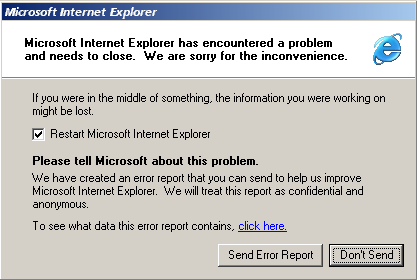 Microsoft Internet Explorer
Microsoft Internet Explorer has encountered a problem
and needs to close.  We are sorry for the inconvenience.
If you were in the middle of something, the information you were working on
might be lost.
Restart Microsoft Internet Explorer
Please tell Microsoft about this problem.
We have created an error report that you can send to help us improve
Microsoft Internet Explorer.  We will treat this report as confidential and
anonymous.
To see what data this error report contains, click here.
Send Error Report Don't Send